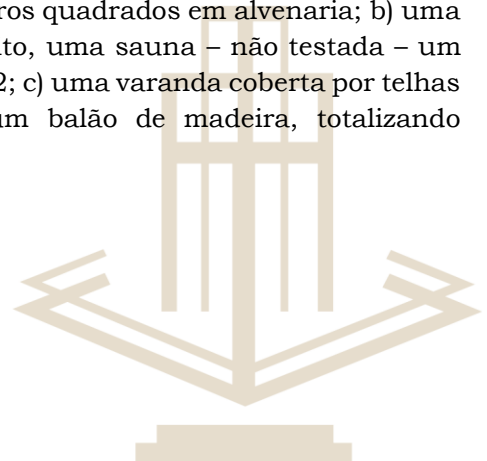 ros quadrados em alvenaria; b) uma
to, uma sauna – não testada – um
2; c) uma varanda coberta por telhas
um balão de madeira, totalizando